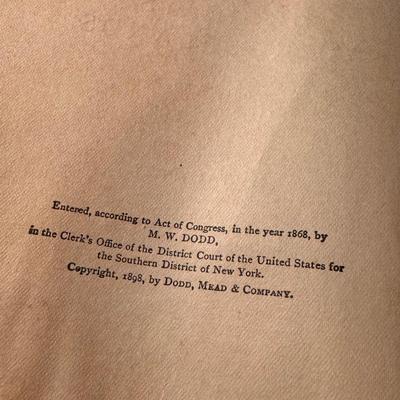 Entered, according to Act of Congress, in the year 1868, by
M. W. DODD,
in the Clerk's Office of the District Court of the United States for
the Southern District of New York.
Copyright, 1898, by DODD, MEAD & COMPANY.